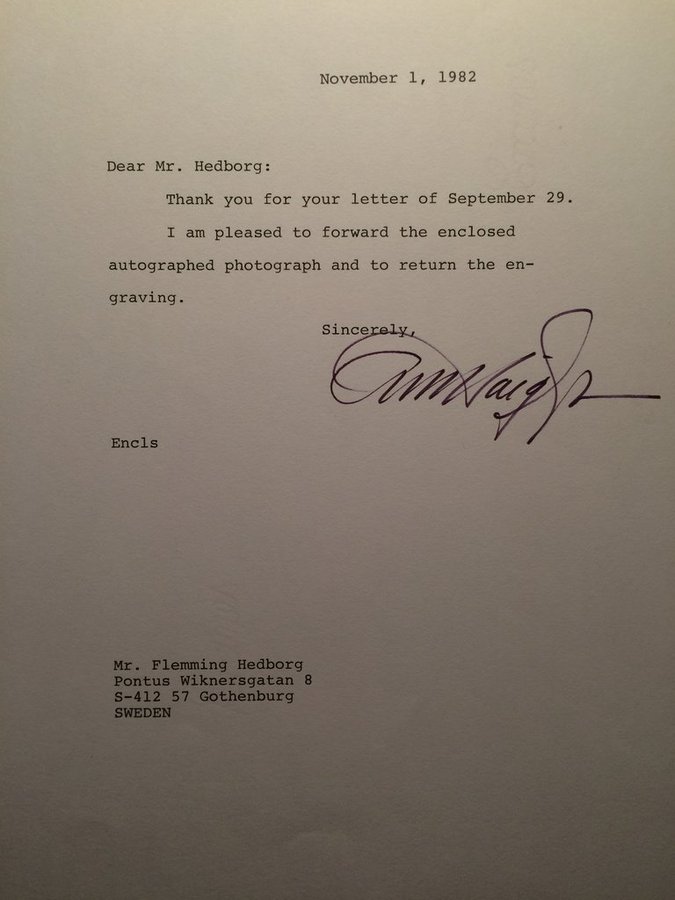 November 1, 1982
Dear Mr. Hedborg:
Thank you for your letter of September 29.
I am pleased to forward the enclosed
autographed photograph and to return the en-
graving.
Sincerely,
Encls
Mr. Flemming Hedborg
Pontus Wiknersgatan 8
S-412 57 Gothenburg
SWEDEN